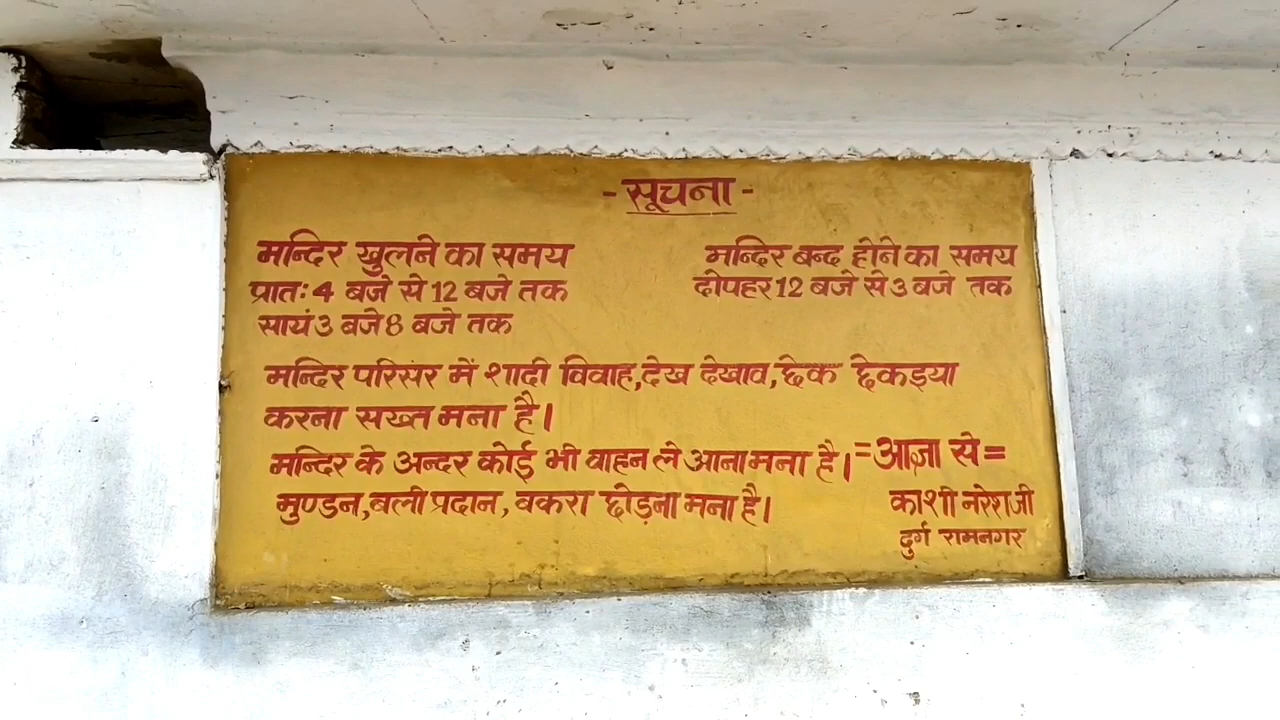 - सूचना -
मन्दिर खुलने का समय
प्रातः 4 बजे से 12 बजे तक
सायं 3 बजे 8 बजे तक
मन्दिर बन्द होने का समय
दोपहर 12 बजे से 3 बजे तक
मन्दिर परिसर में शादी विवाह, देख देखाव, छेक छेकइया
करना सख्त मना है।
मन्दिर के अन्दर कोई भी वाहन ले आना मना है।
मुण्डन, बली प्रदान, बकरा छोड़ना मना है।
= आज्ञा से =
काशी नरेश जी
दुर्ग रामनगर